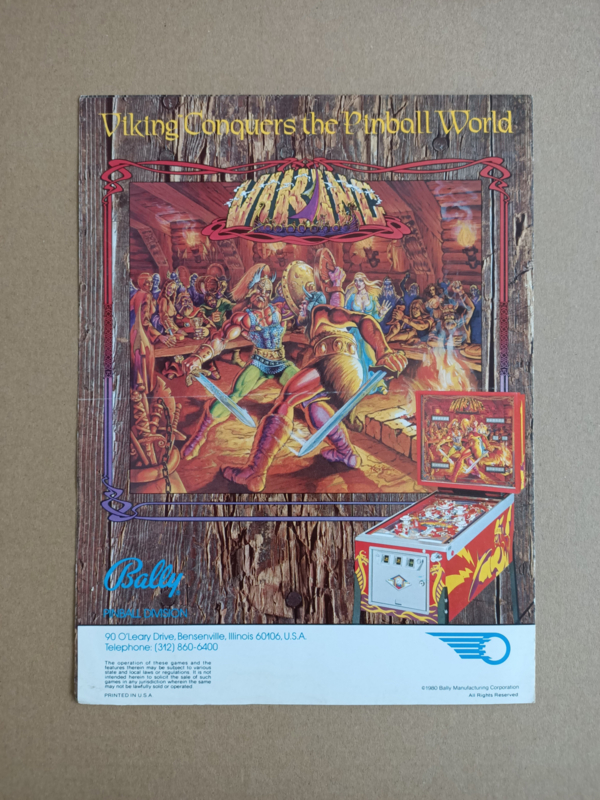 Viking Conquers the Pinball World
Bally
PINBALL DIVISION
90 O'Leary Drive, Bensenville, Illinois 60106, U.S.A.
Telephone: (312) 860-6400
The operation of these games and the
features therein may be subject to various
state and local laws or regulations. It is not
intended herein to solicit the sale of such
games in any jurisdiction wherein the same
may not be lawfully sold or operated.
PRINTED IN U.S.A.
©1980 Bally Manufacturing Corporation
All Rights Reserved